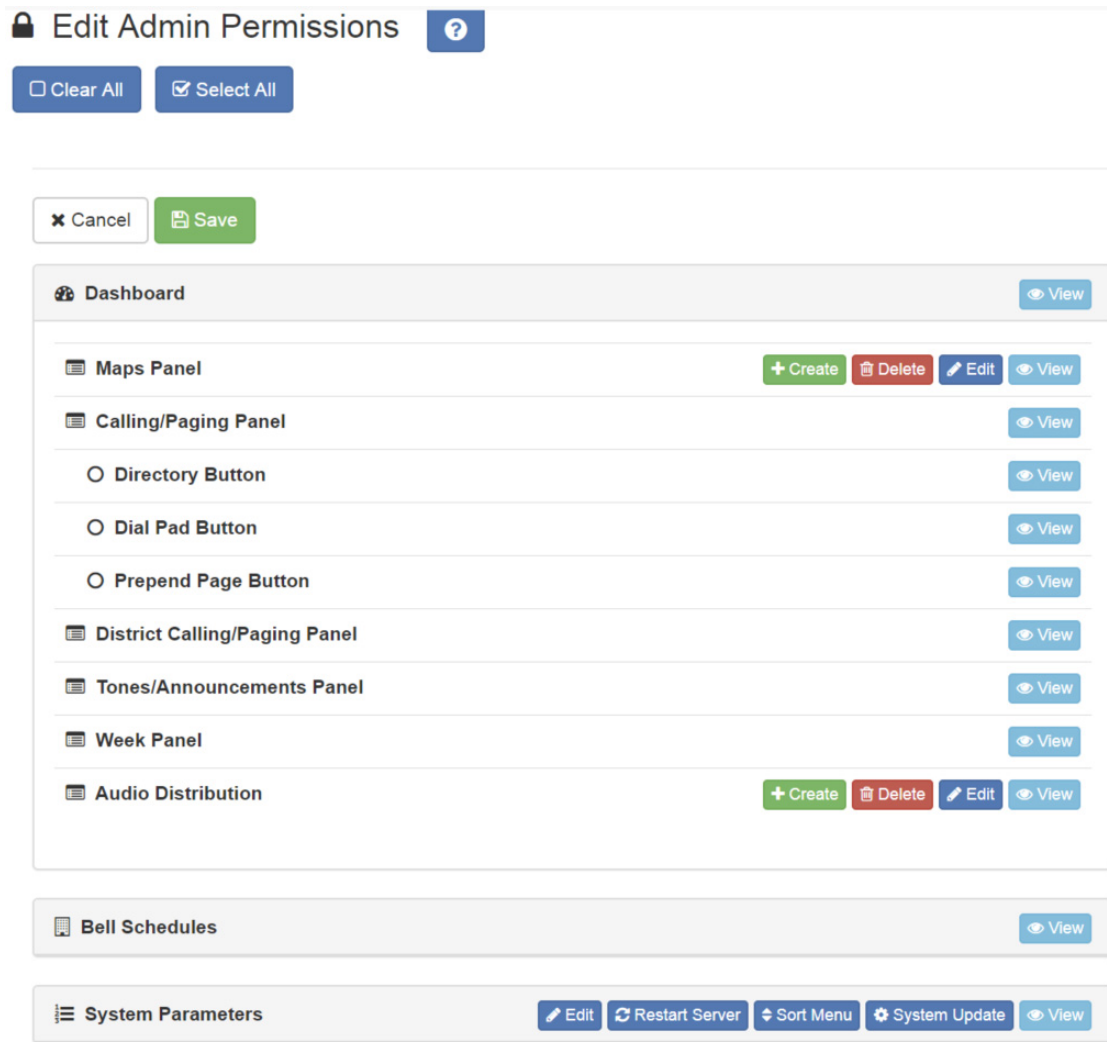 Edit Admin Permissions
Clear All Select All
Cancel Save
Dashboard View
Maps Panel Create Delete Edit View
Calling/Paging Panel View
Directory Button View
Dial Pad Button View
Prepend Page Button View
District Calling/Paging Panel View
Tones/Announcements Panel View
Week Panel View
Audio Distribution Create Delete Edit View
Bell Schedules View
System Parameters Edit Restart Server Sort Menu System Update View